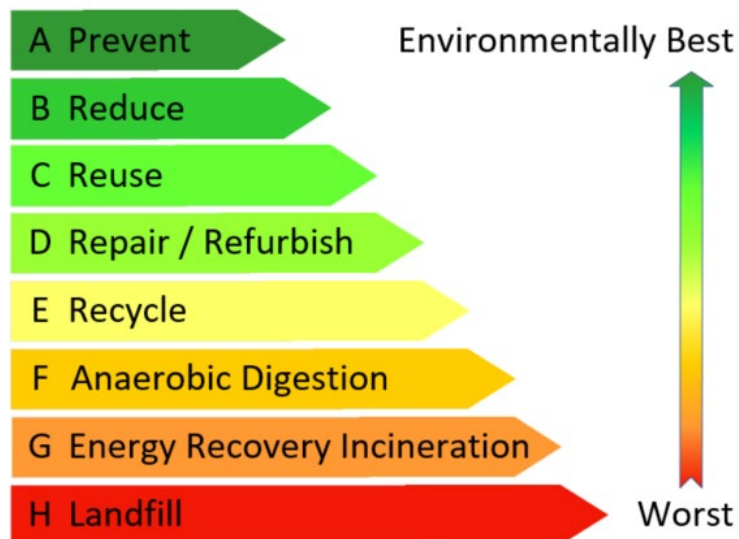 A Prevent
Environmentally Best
B Reduce
C Reuse
D Repair / Refurbish
E Recycle
F Anaerobic Digestion
G Energy Recovery Incineration
H Landfill
Worst